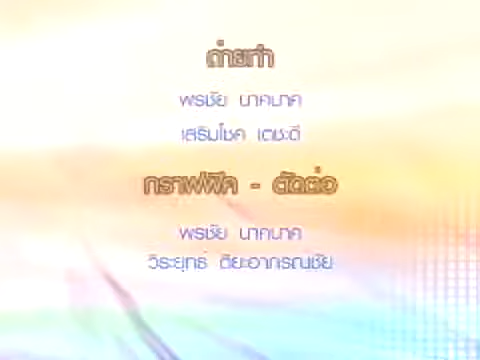 ถ่ายทำ
พรชัย นาคนาค
เสริมโชค เตชะดี
กราฟฟิค - ตัดต่อ
พรชัย นาคนาค
วิระยุทธ์ ติยะอาภรณชัย